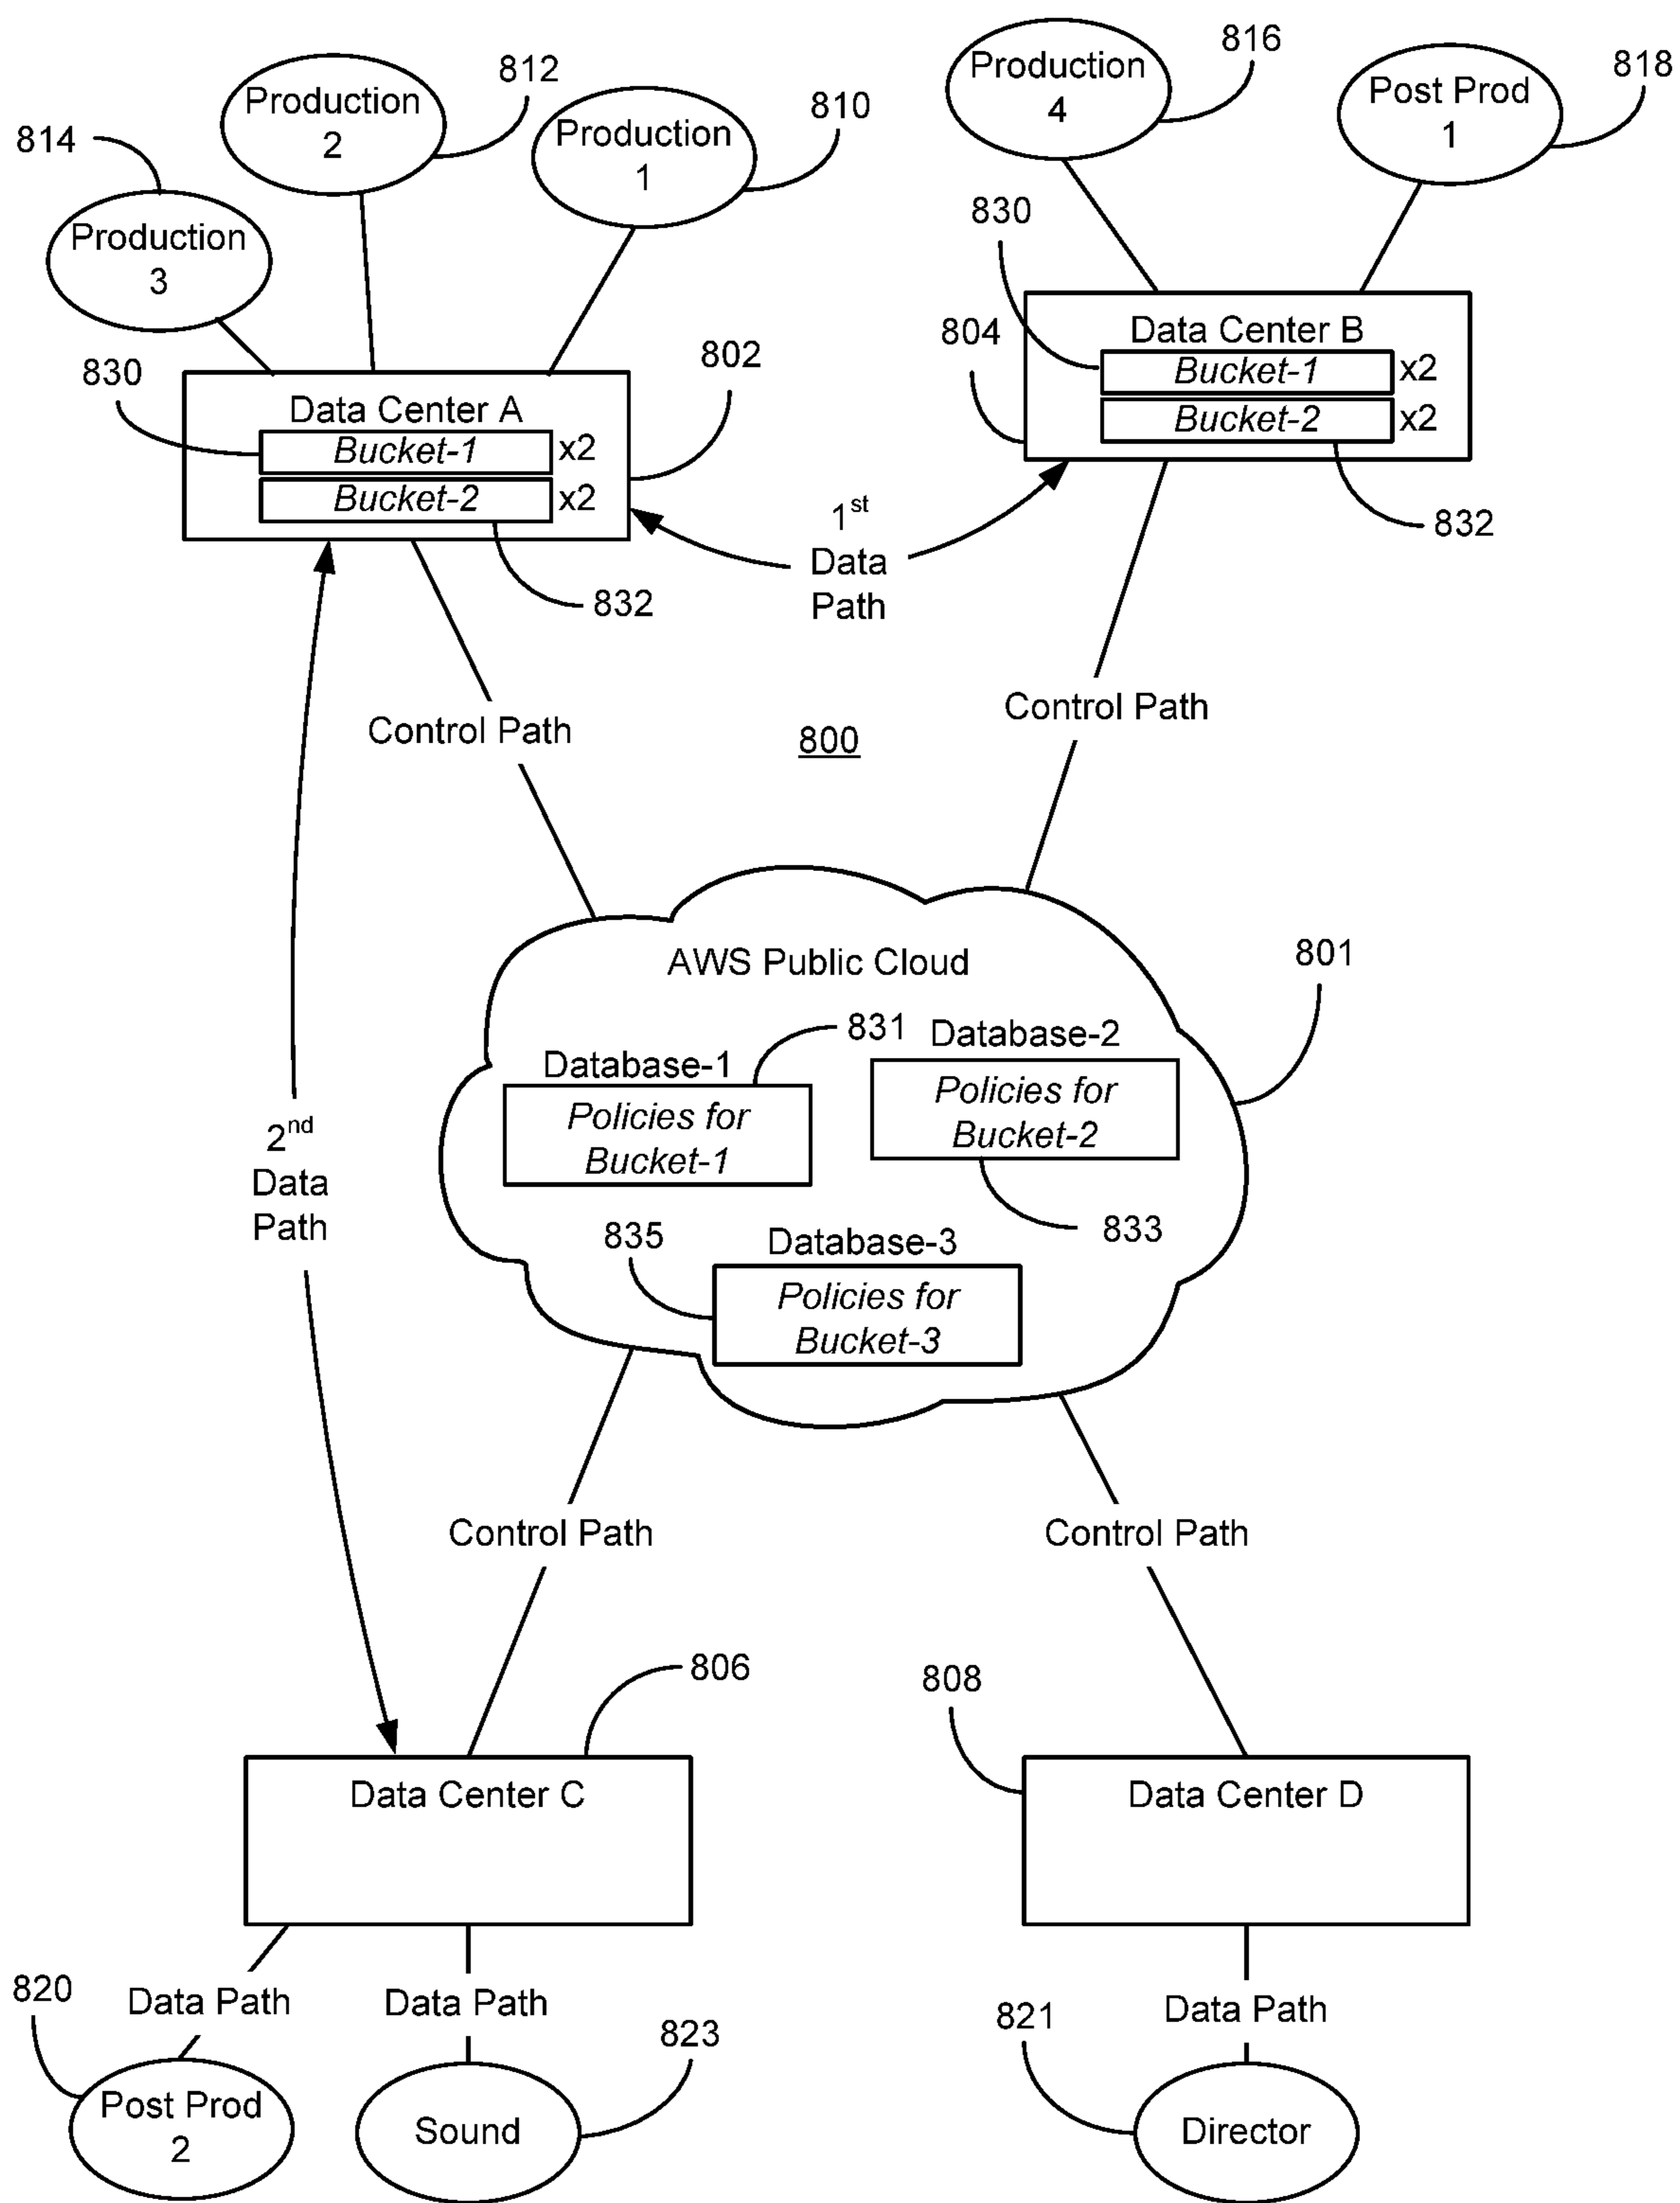 816
Production
4
818
Post Prod
1
812
Production
2
810
Production
1
814
Production
3
830
804
Data Center B
Bucket-1 x2
Bucket-2 x2
832
802
830
Data Center A
Bucket-1 x2
Bucket-2 x2
832
1st
Data
Path
Control Path
Control Path
800
AWS Public Cloud
801
831
Database-1
Policies for
Bucket-1
Database-2
Policies for
Bucket-2
833
2nd
Data
Path
835
Database-3
Policies for
Bucket-3
Control Path
Control Path
806
Data Center C
808
Data Center D
820
Data Path
Post Prod
2
Data Path
823
Sound
821
Data Path
Director